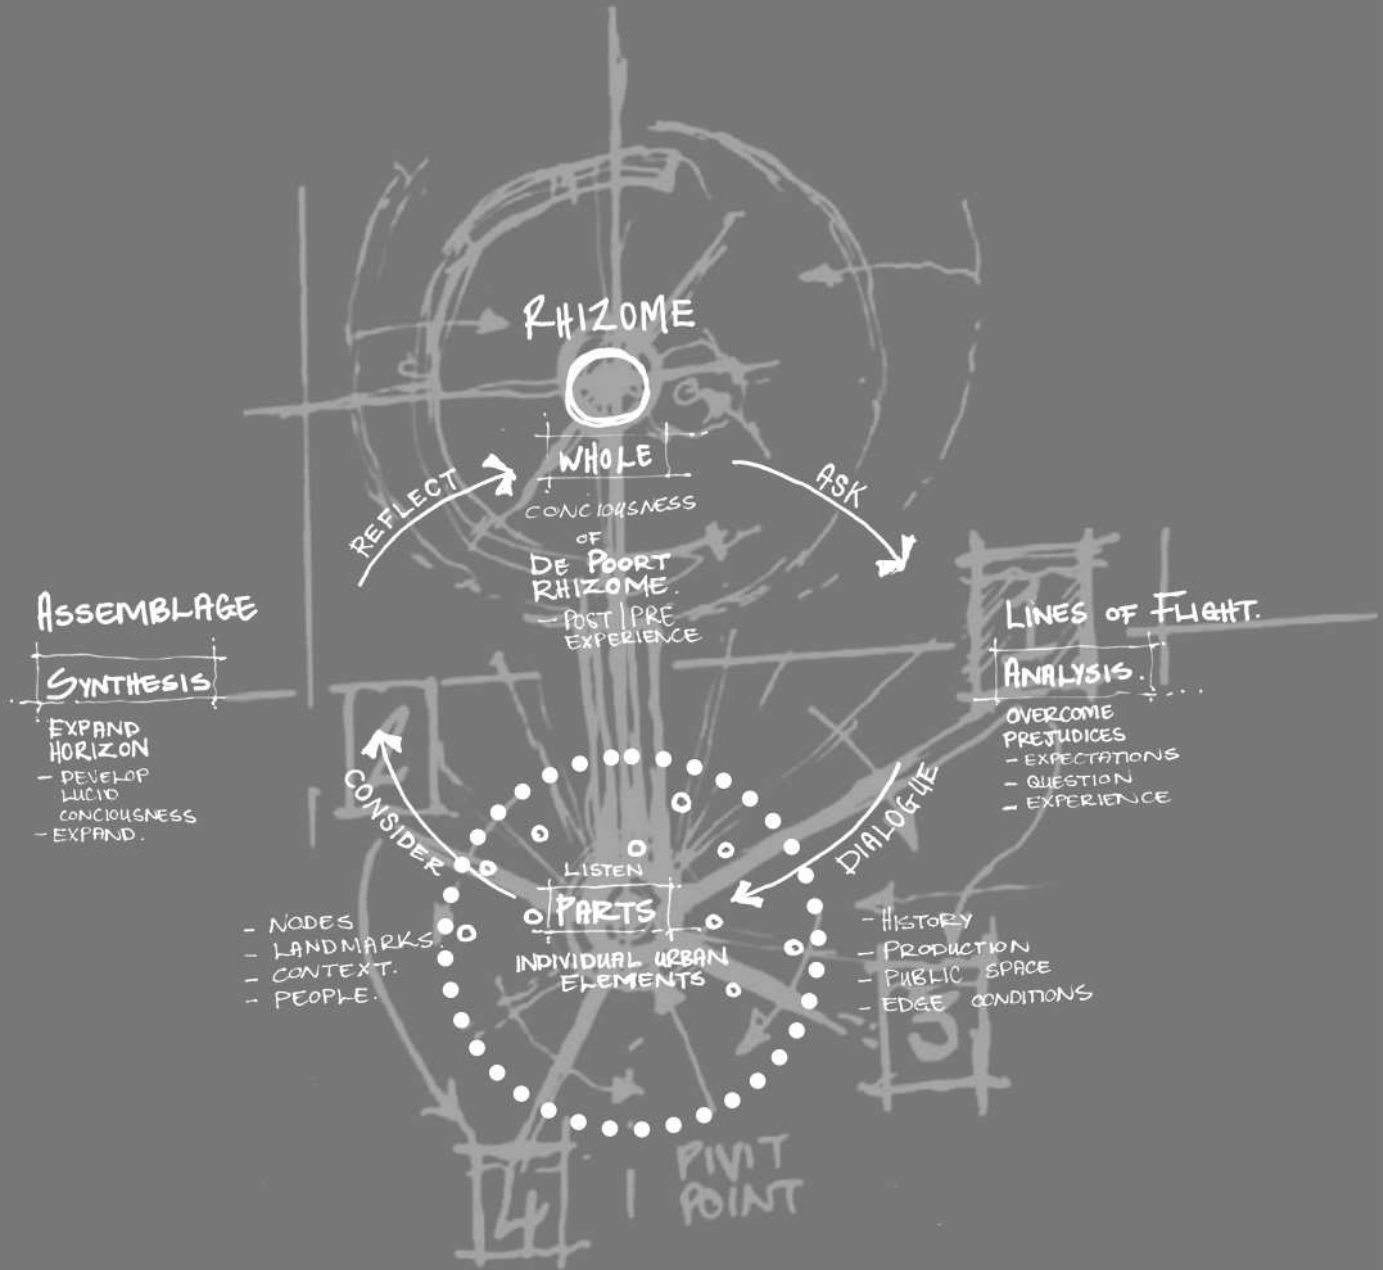 RHIZOME
WHOLE
CONCIOUSNESS
OF
DE POORT
RHIZOME.
- POST|PRE
EXPERIENCE
REFLECT
ASK
ASSEMBLAGE
SYNTHESIS
EXPAND
HORIZON
- DEVELOP
LUCID
CONCIOUSNESS
- EXPAND.
LINES OF FLIGHT.
ANALYSIS.
OVERCOME
PREJUDICES
- EXPECTATIONS
- QUESTION
- EXPERIENCE
CONSIDER
DIALOGUE
LISTEN
PARTS
INDIVIDUAL URBAN
ELEMENTS
- NODES
- LANDMARKS.
- CONTEXT.
- PEOPLE.
- HISTORY
- PRODUCTION
- PUBLIC SPACE
- EDGE CONDITIONS
3
4
PIVIT
POINT